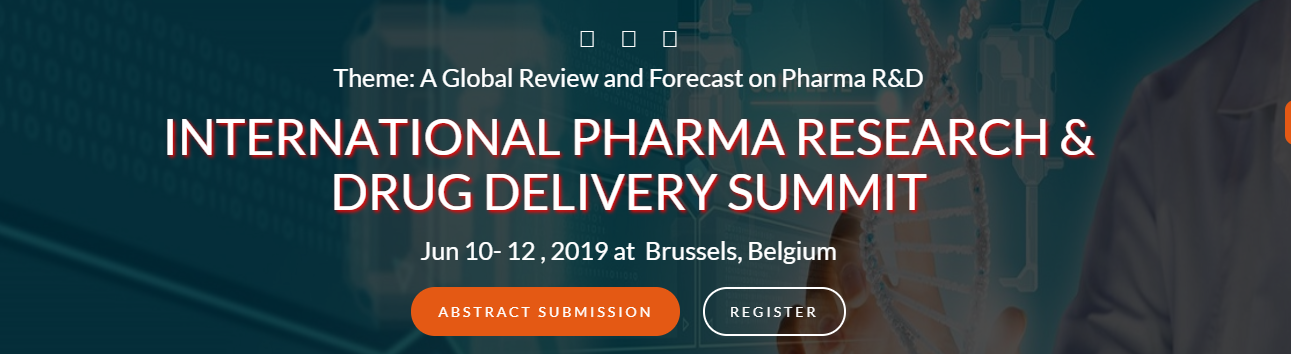 Theme: A Global Review and Forecast on Pharma R&D
INTERNATIONAL PHARMA RESEARCH &
DRUG DELIVERY SUMMIT
Jun 10- 12 , 2019 at  Brussels, Belgium
ABSTRACT SUBMISSION
REGISTER